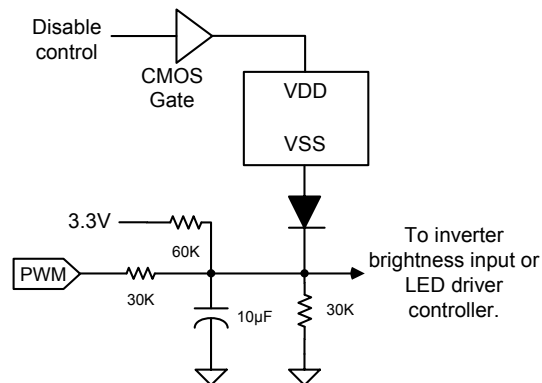 Disable
control
CMOS
Gate
VDD
VSS
3.3V
60K
PWM
30K
10µF
30K
To inverter
brightness input or
LED driver
controller.